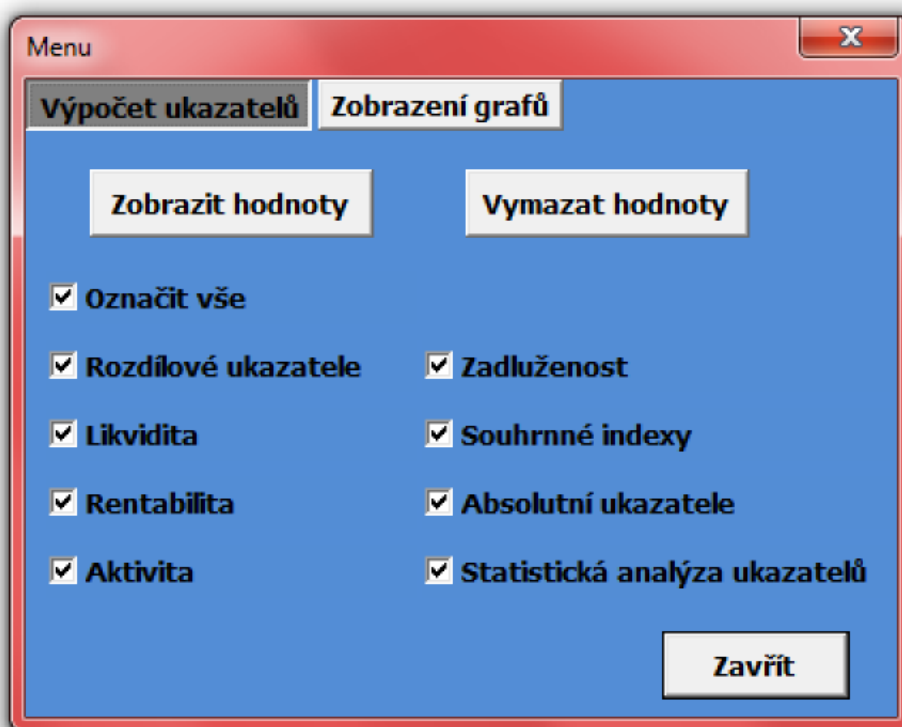 Menu
Výpočet ukazatelů Zobrazení grafů
Zobrazit hodnoty Vymazat hodnoty
Označit vše
Rozdílové ukazatele Zadluženost
Likvidita Souhrnné indexy
Rentabilita Absolutní ukazatele
Aktivita Statistická analýza ukazatelů
Zavřít